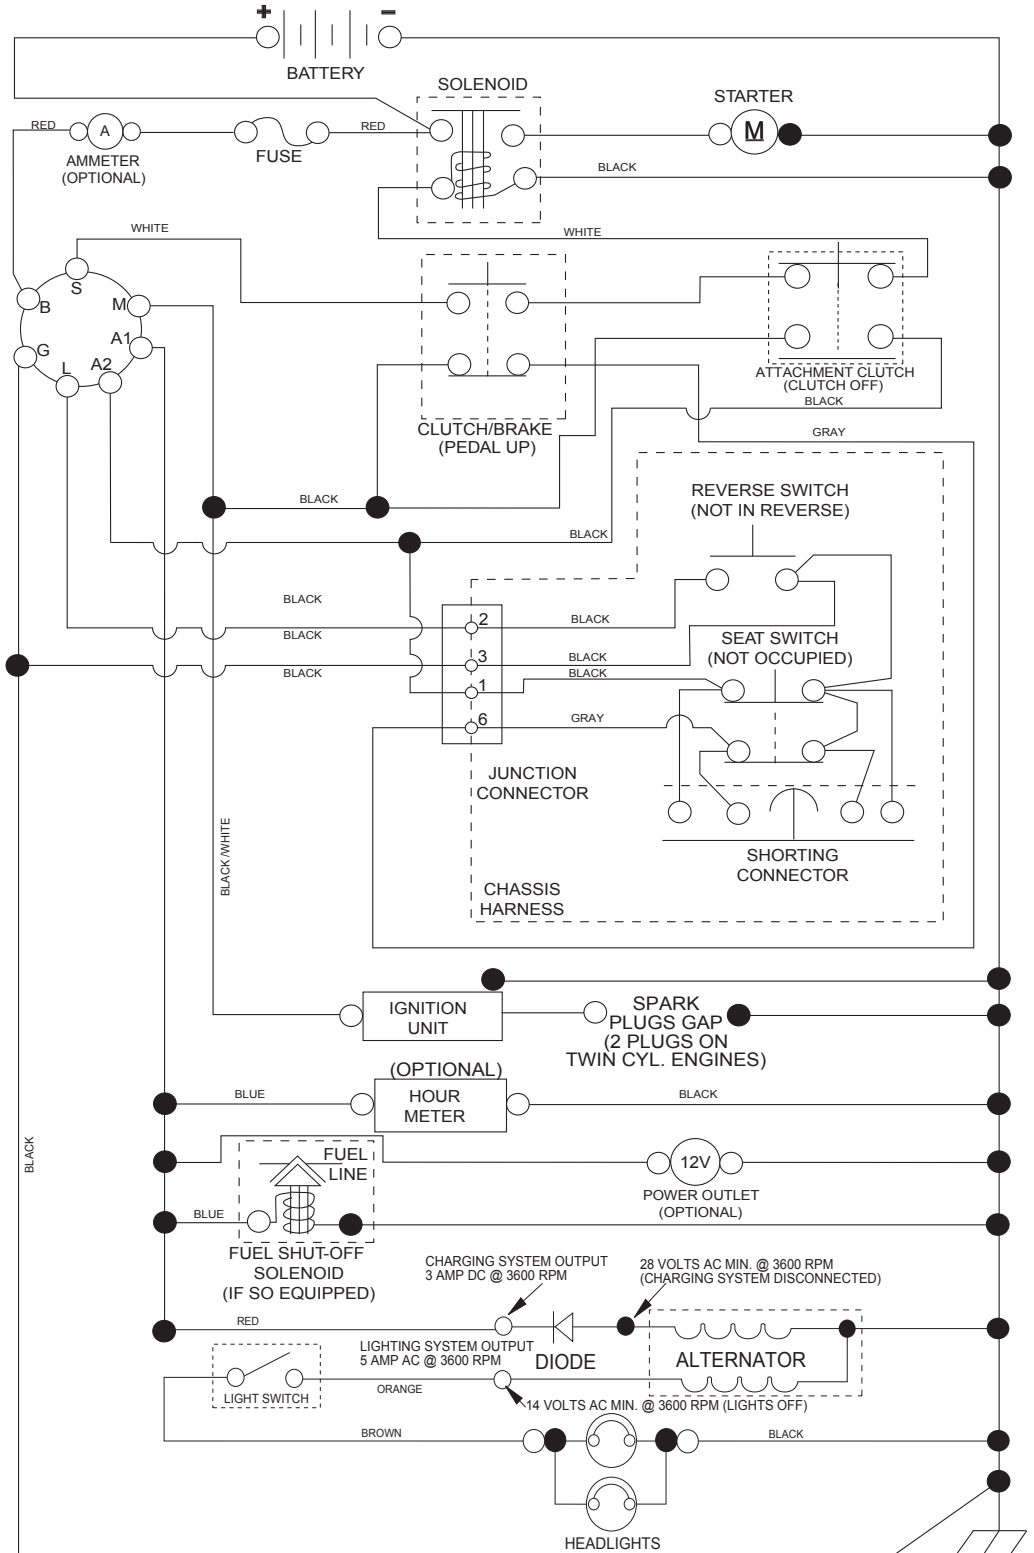 + −
BATTERY
SOLENOID
STARTER
RED
A
RED
M
AMMETER
(OPTIONAL)
FUSE
BLACK
WHITE
WHITE
S
B
M
A1
G
L
A2
ATTACHMENT CLUTCH
(CLUTCH OFF)
BLACK
CLUTCH/BRAKE
(PEDAL UP)
GRAY
REVERSE SWITCH
(NOT IN REVERSE)
BLACK
BLACK
BLACK
2
BLACK
BLACK
SEAT SWITCH
(NOT OCCUPIED)
3
BLACK
BLACK
BLACK
1
6
GRAY
JUNCTION
CONNECTOR
BLACK /WHITE
SHORTING
CONNECTOR
CHASSIS
HARNESS
IGNITION
UNIT
SPARK
PLUGS GAP
(2 PLUGS ON
TWIN CYL. ENGINES)
(OPTIONAL)
BLUE
HOUR
METER
BLACK
BLACK
FUEL
LINE
12V
POWER OUTLET
(OPTIONAL)
BLUE
FUEL SHUT-OFF
SOLENOID
(IF SO EQUIPPED)
CHARGING SYSTEM OUTPUT
3 AMP DC @ 3600 RPM
28 VOLTS AC MIN. @ 3600 RPM
(CHARGING SYSTEM DISCONNECTED)
RED
LIGHTING SYSTEM OUTPUT
5 AMP AC @ 3600 RPM
DIODE
ALTERNATOR
LIGHT SWITCH
ORANGE
14 VOLTS AC MIN. @ 3600 RPM (LIGHTS OFF)
BROWN
BLACK
HEADLIGHTS